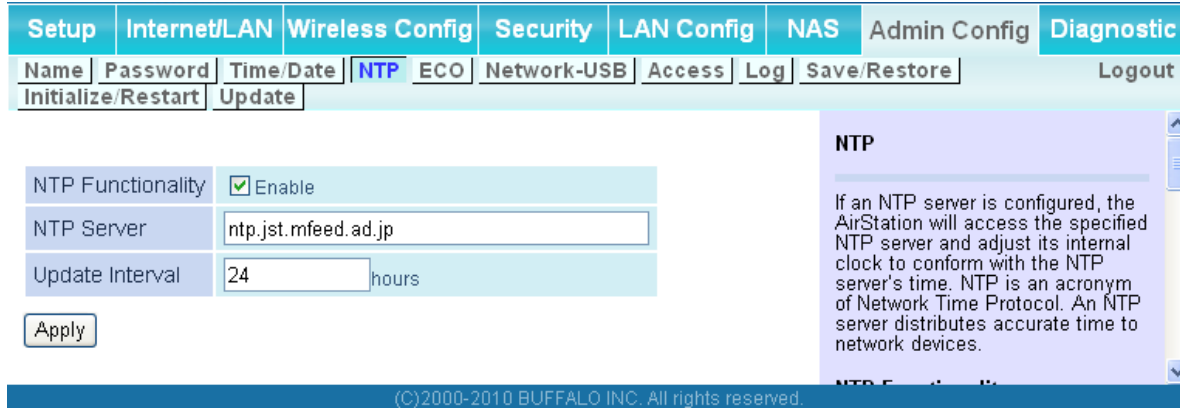 Setup Internet/LAN Wireless Config Security LAN Config NAS Admin Config Diagnostic
Name Password Time/Date NTP ECO Network-USB Access Log Save/Restore Logout
Initialize/Restart Update
NTP Functionality Enable
NTP Server ntp.jst.mfeed.ad.jp
Update Interval 24 hours
Apply
NTP
If an NTP server is configured, the
AirStation will access the specified
NTP server and adjust its internal
clock to conform with the NTP
server's time. NTP is an acronym
of Network Time Protocol. An NTP
server distributes accurate time to
network devices.
NTP Functionality
(C)2000-2010 BUFFALO INC. All rights reserved.